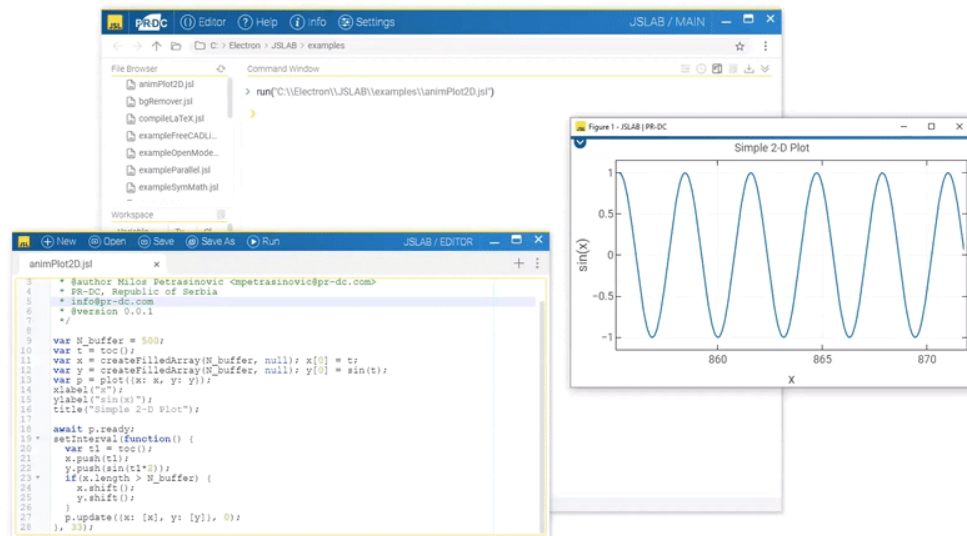 JSL PR-DC Editor Help Info Settings JSLAB / MAIN
C: > Electron > JSLAB > examples
File Browser
animPlot2D.jsl
bgRemover.jsl
compileLaTeX.jsl
exampleFreeCADLi...
exampleOpenMode...
exampleParallel.jsl
exampleSymMath.jsl
Workspace
Command Window
> run("C:\\Electron\\JSLAB\\examples\\animPlot2D.jsl")
Figure 1 - JSLAB | PR-DC
Simple 2-D Plot
sin(x)
1
0.5
0
−0.5
−1
860 865 870
x
JSL New Open Save Save As Run JSLAB / EDITOR
animPlot2D.jsl
3 * @author Milos Petrasinovic <mpetrasinovic@pr-dc.com>
4 * PR-DC, Republic of Serbia
5 * info@pr-dc.com
6 * @version 0.0.1
7 */
8
9 var N_buffer = 500;
10 var t = toc();
11 var x = createFilledArray(N_buffer, null); x[0] = t;
12 var y = createFilledArray(N_buffer, null); y[0] = sin(t);
13 var p = plot({x: x, y: y});
14 xlabel("x");
15 ylabel("sin(x)");
16 title("Simple 2-D Plot");
17
18 await p.ready;
19 setInterval(function() {
20 var t1 = toc();
21 x.push(t1);
22 y.push(sin(t1*2));
23 if(x.length > N_buffer) {
24 x.shift();
25 y.shift();
26 }
27 p.update({x: [x], y: [y]}, 0);
28 }, 33);